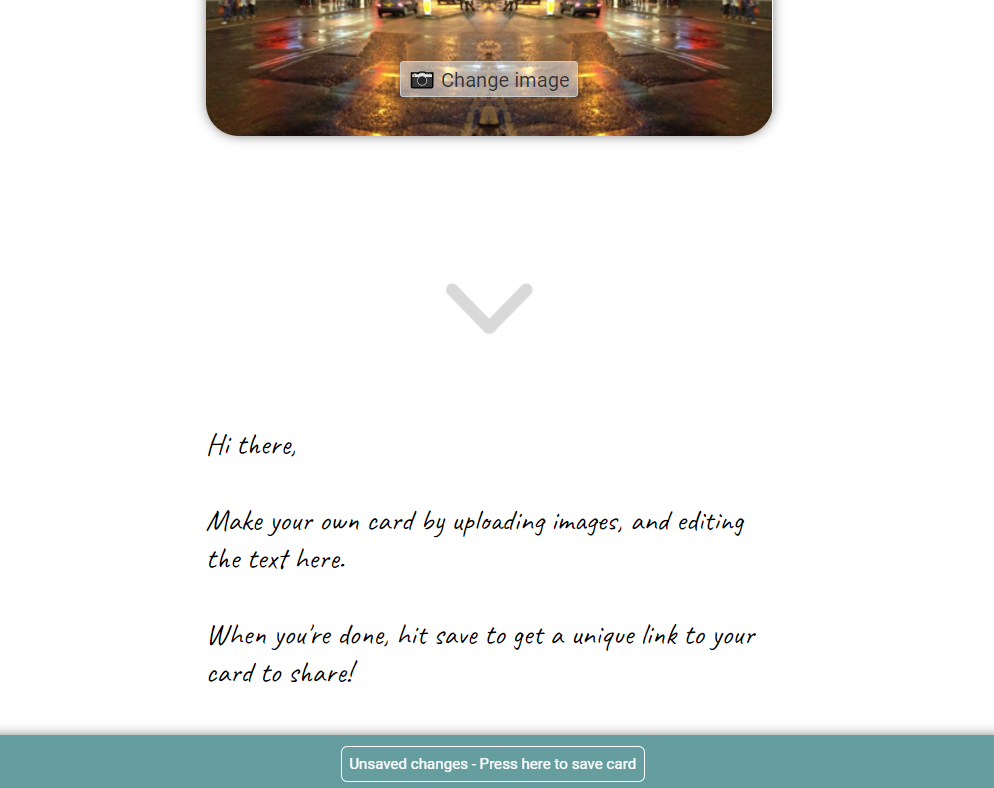 Change image
Hi there,
Make your own card by uploading images, and editing
the text here.
When you're done, hit save to get a unique link to your
card to share!
Unsaved changes - Press here to save card